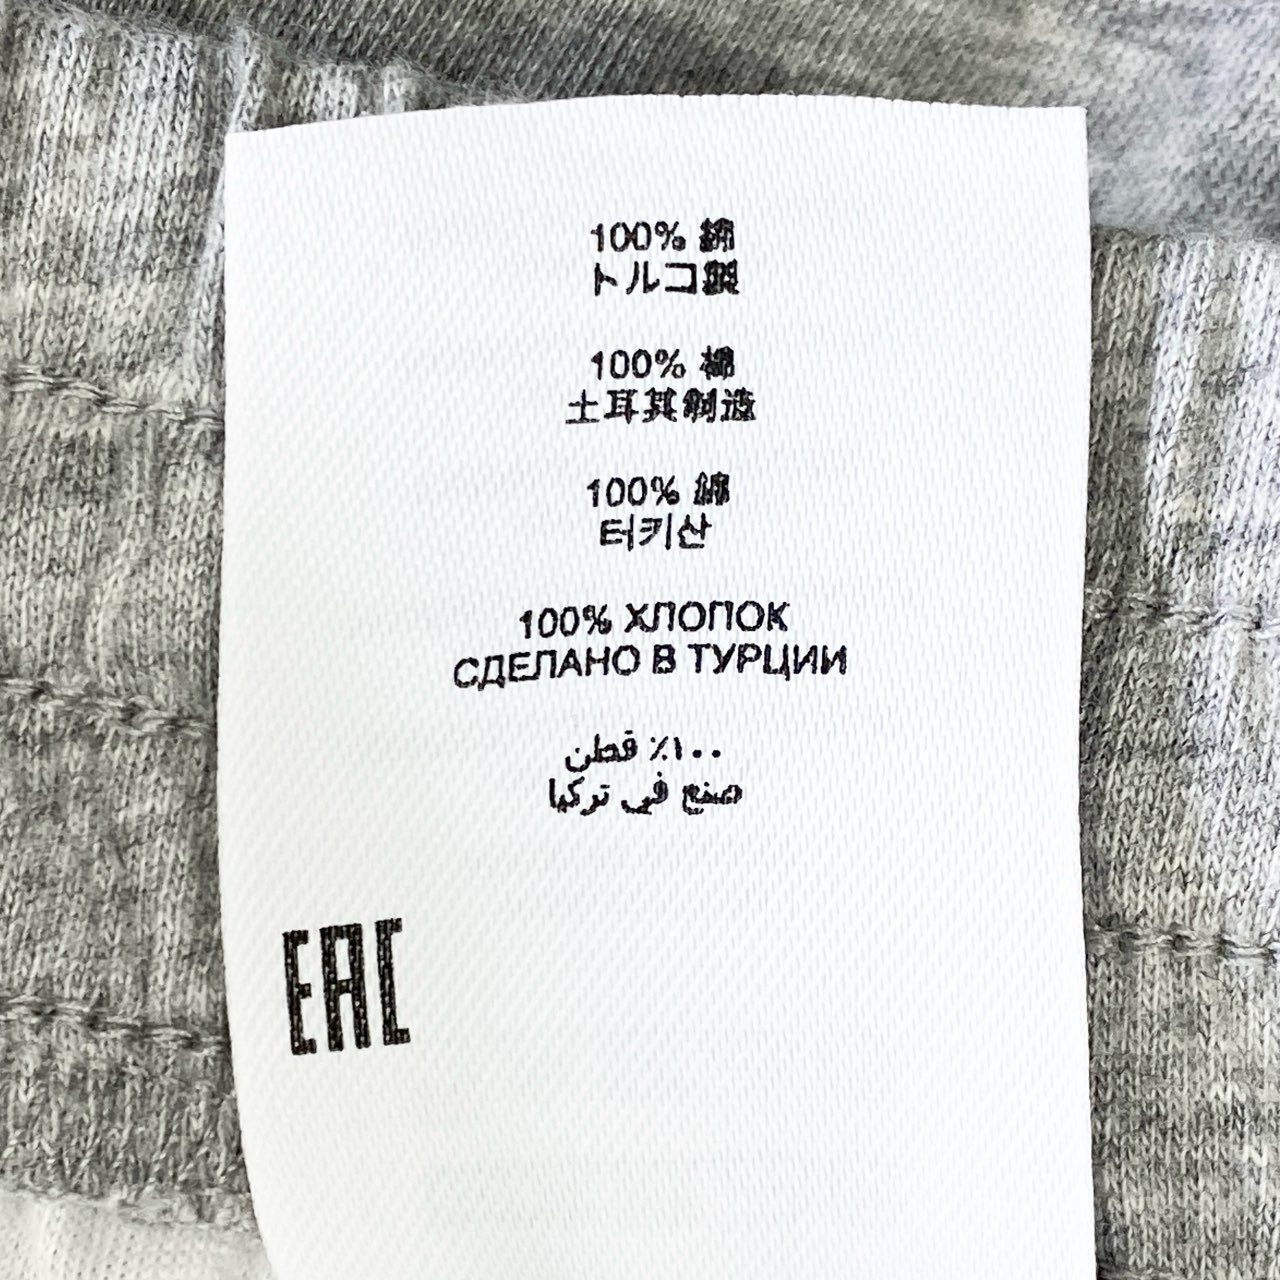 100% 綿
トルコ製
100% 棉
土耳其制造
100% 綿
터키산
100% ХЛОПОК
СДЕЛАНО В ТУРЦИИ
١٠٠٪ قطن
صنع في تركيا
EAC